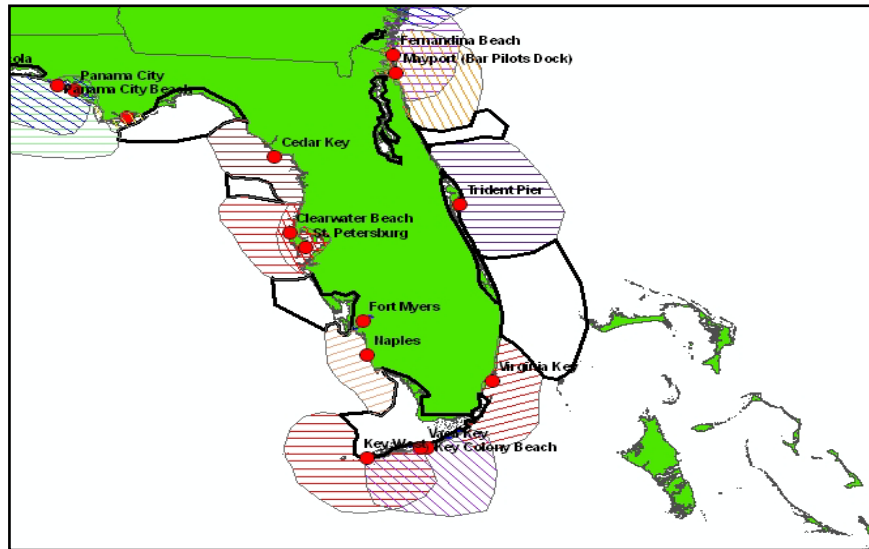 Fernandina Beach
Mayport (Bar Pilots Dock)
ola
Panama City
Panama City Beach
Cedar Key
Trident Pier
Clearwater Beach
St. Petersburg
Fort Myers
Naples
Virginia Key
Vaca Key
Key West
Key Colony Beach